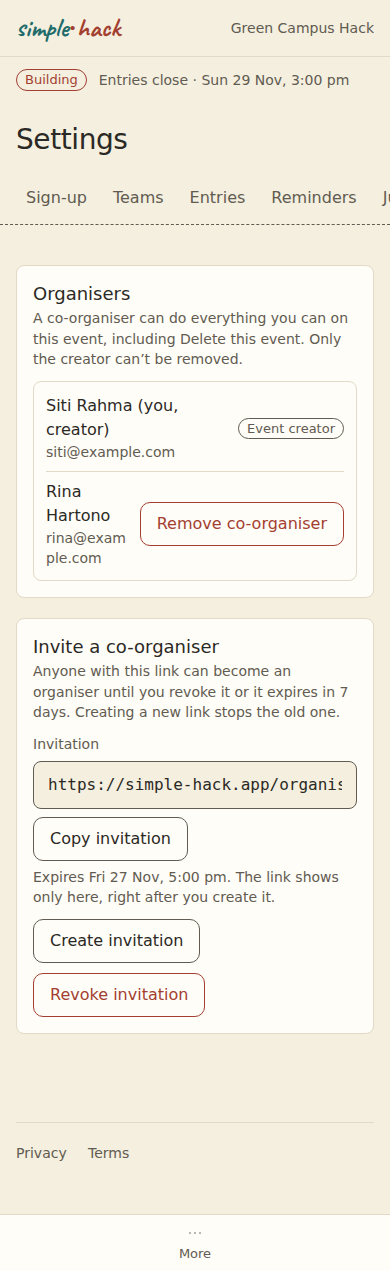 simple·hack
Green Campus Hack
Building
Entries close · Sun 29 Nov, 3:00 pm
Settings
Sign-up Teams Entries Reminders Ju
Organisers
A co-organiser can do everything you can on
this event, including Delete this event. Only
the creator can’t be removed.
Siti Rahma (you,
creator)
siti@example.com
Event creator
Rina
Hartono
rina@exam
ple.com
Remove co-organiser
Invite a co-organiser
Anyone with this link can become an
organiser until you revoke it or it expires in 7
days. Creating a new link stops the old one.
Invitation
https://simple-hack.app/organis
Copy invitation
Expires Fri 27 Nov, 5:00 pm. The link shows
only here, right after you create it.
Create invitation
Revoke invitation
Privacy Terms
...
More